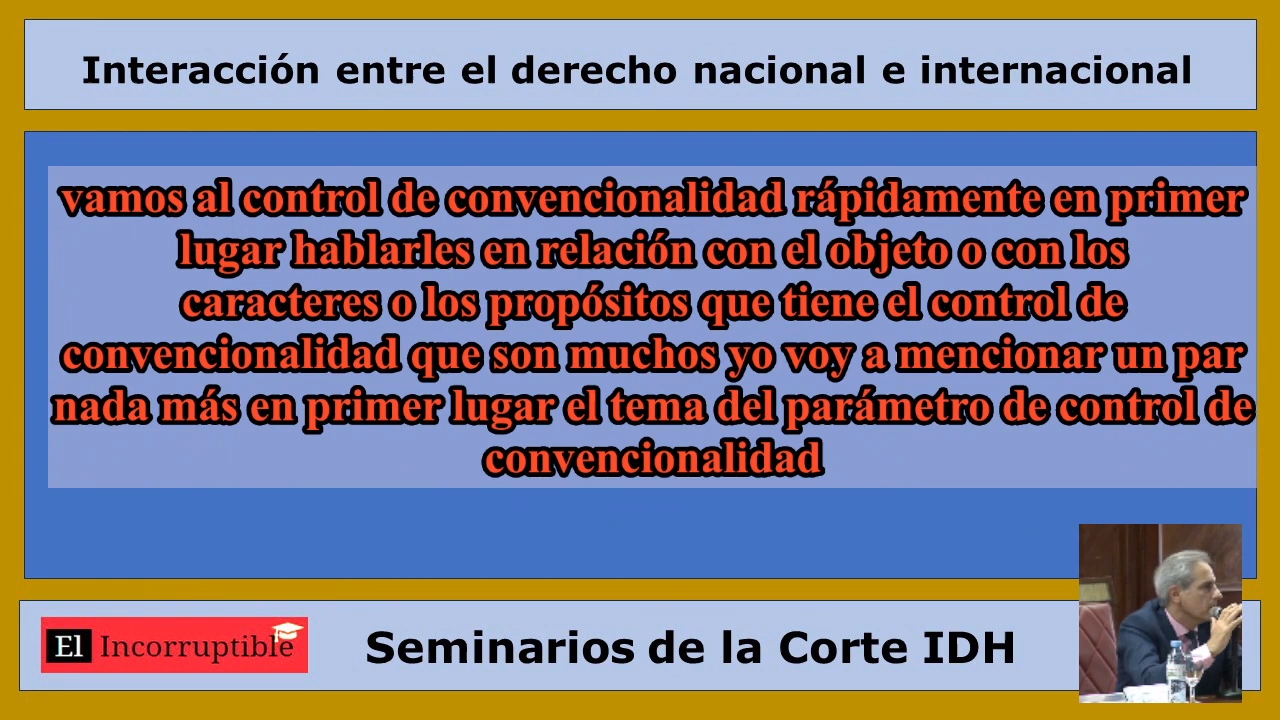 Interacción entre el derecho nacional e internacional
vamos al control de convencionalidad rápidamente en primer
lugar hablarles en relación con el objeto o con los
caracteres o los propósitos que tiene el control de
convencionalidad que son muchos yo voy a mencionar un par
nada más en primer lugar el tema del parámetro de control de
convencionalidad
El Incorruptible
Seminarios de la Corte IDH